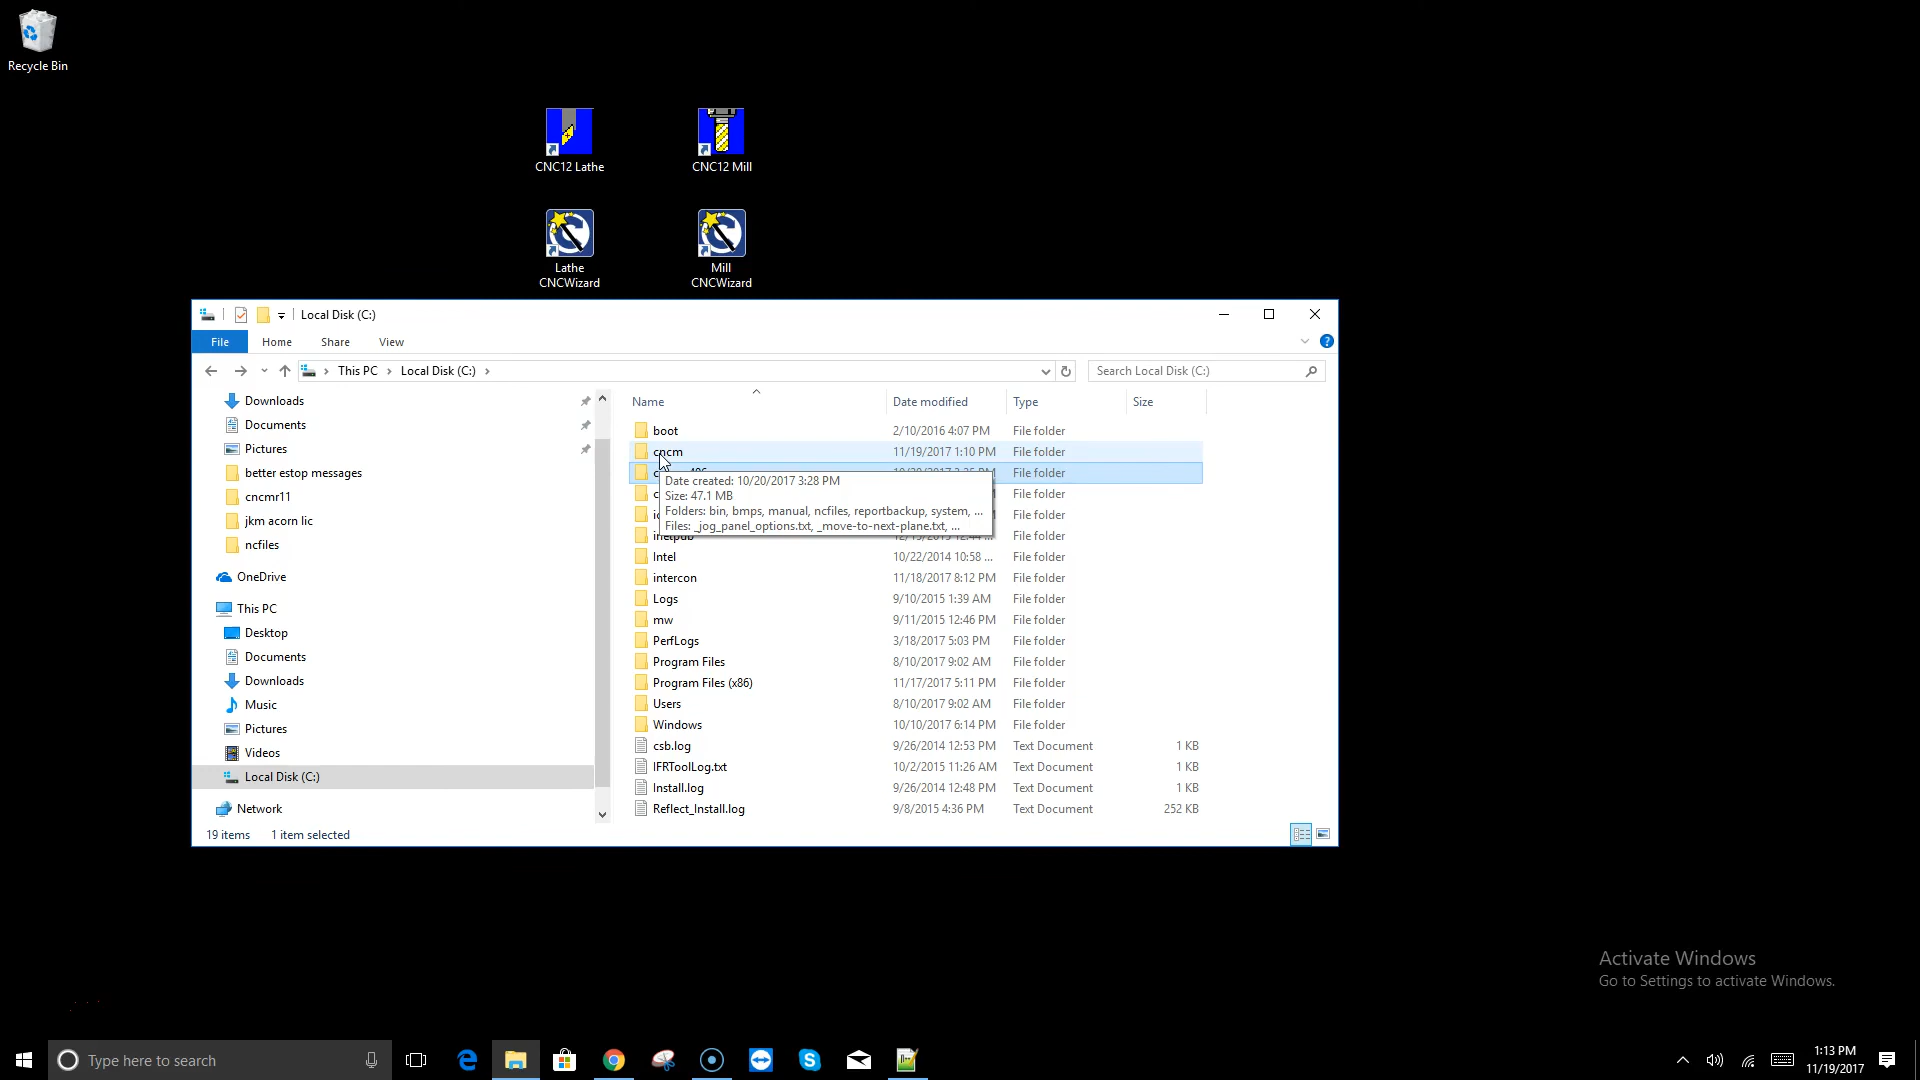 Recycle Bin
CNC12 Lathe
CNC12 Mill
Lathe
CNCWizard
Mill
CNCWizard
Local Disk (C:)
File Home Share View
This PC Local Disk (C:)
Search Local Disk (C:)
Downloads
Documents
Pictures
better estop messages
cncmr11
jkm acorn lic
ncfiles
OneDrive
This PC
Desktop
Documents
Downloads
Music
Pictures
Videos
Local Disk (C:)
Network
Name Date modified Type Size
boot 2/10/2016 4:07 PM File folder
cncm 11/19/2017 1:10 PM File folder
File folder
File folder
File folder
inetpub File folder
Date created: 10/20/2017 3:28 PM
Size: 47.1 MB
Folders: bin, bmps, manual, ncfiles, reportbackup, system, ...
Files: _jog_panel_options.txt, _move-to-next-plane.txt, ...
Intel 10/22/2014 10:58 ... File folder
intercon 11/18/2017 8:12 PM File folder
Logs 9/10/2015 1:39 AM File folder
mw 9/11/2015 12:46 PM File folder
PerfLogs 3/18/2017 5:03 PM File folder
Program Files 8/10/2017 9:02 AM File folder
Program Files (x86) 11/17/2017 5:11 PM File folder
Users 8/10/2017 9:02 AM File folder
Windows 10/10/2017 6:14 PM File folder
csb.log 9/26/2014 12:53 PM Text Document 1 KB
IFRToolLog.txt 10/2/2015 11:26 AM Text Document 1 KB
Install.log 9/26/2014 12:48 PM Text Document 1 KB
Reflect_Install.log 9/8/2015 4:36 PM Text Document 252 KB
19 items 1 item selected
Activate Windows
Go to Settings to activate Windows.
Type here to search
1:13 PM
11/19/2017